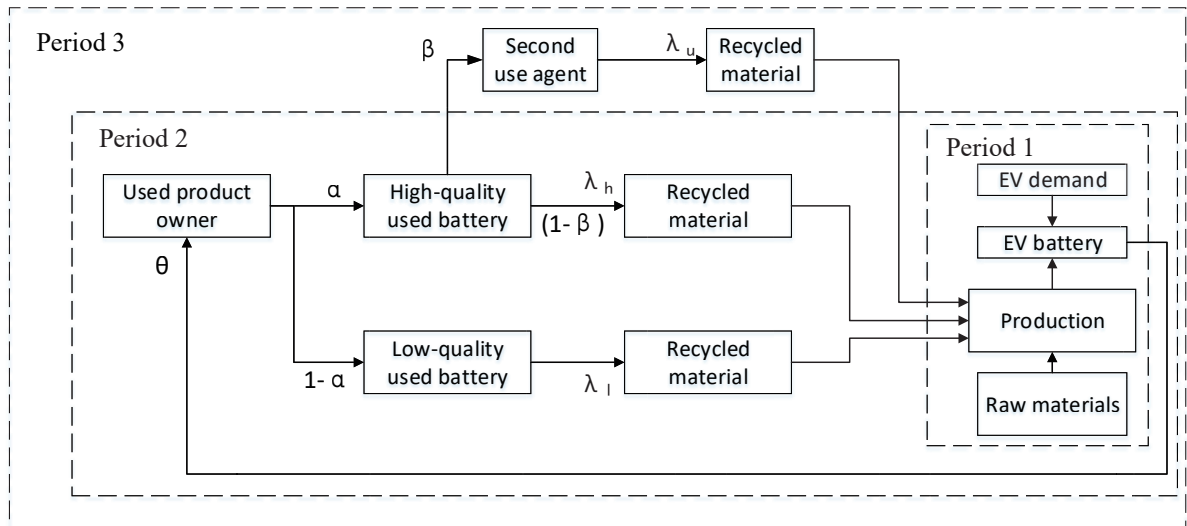 Period 3
β
Second
use agent
λ u
Recycled
material
Period 2
Period 1
Used product
owner
α
High-quality
used battery
λ h
(1- β )
Recycled
material
EV demand
EV battery
θ
Production
1- α
Low-quality
used battery
λ l
Recycled
material
Raw materials